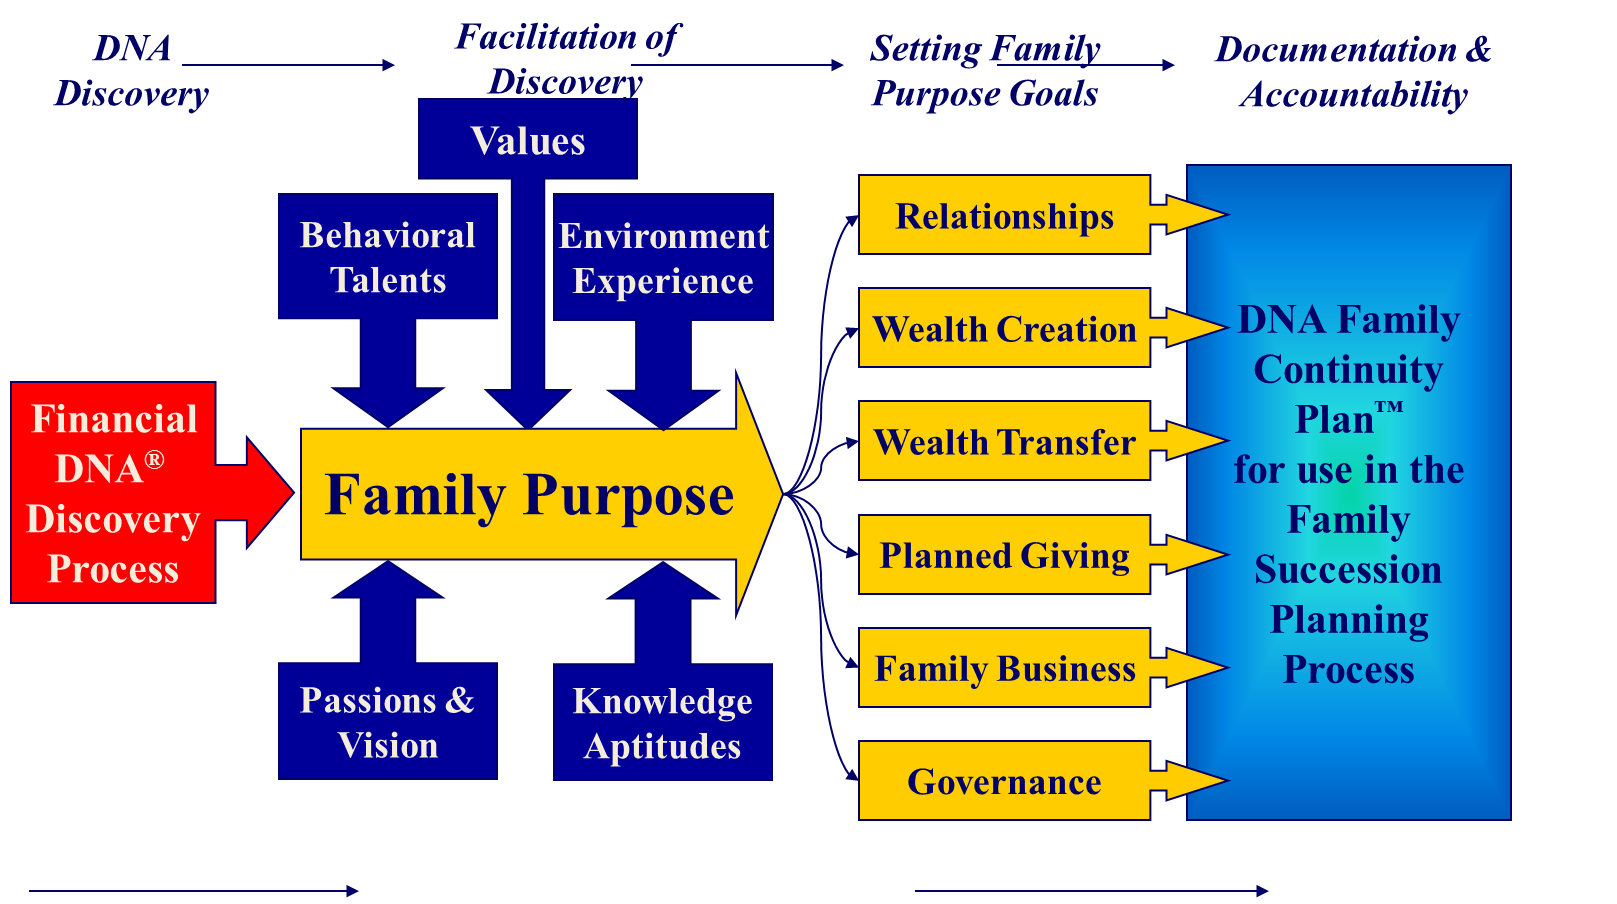 DNA
Discovery
Facilitation of
Discovery
Setting Family
Purpose Goals
Documentation &
Accountability
Values
Behavioral
Talents
Environment
Experience
Financial
DNA®
Discovery
Process
Family Purpose
Passions &
Vision
Knowledge
Aptitudes
Relationships
Wealth Creation
Wealth Transfer
Planned Giving
Family Business
Governance
DNA Family
Continuity
Plan™
for use in the
Family
Succession
Planning
Process